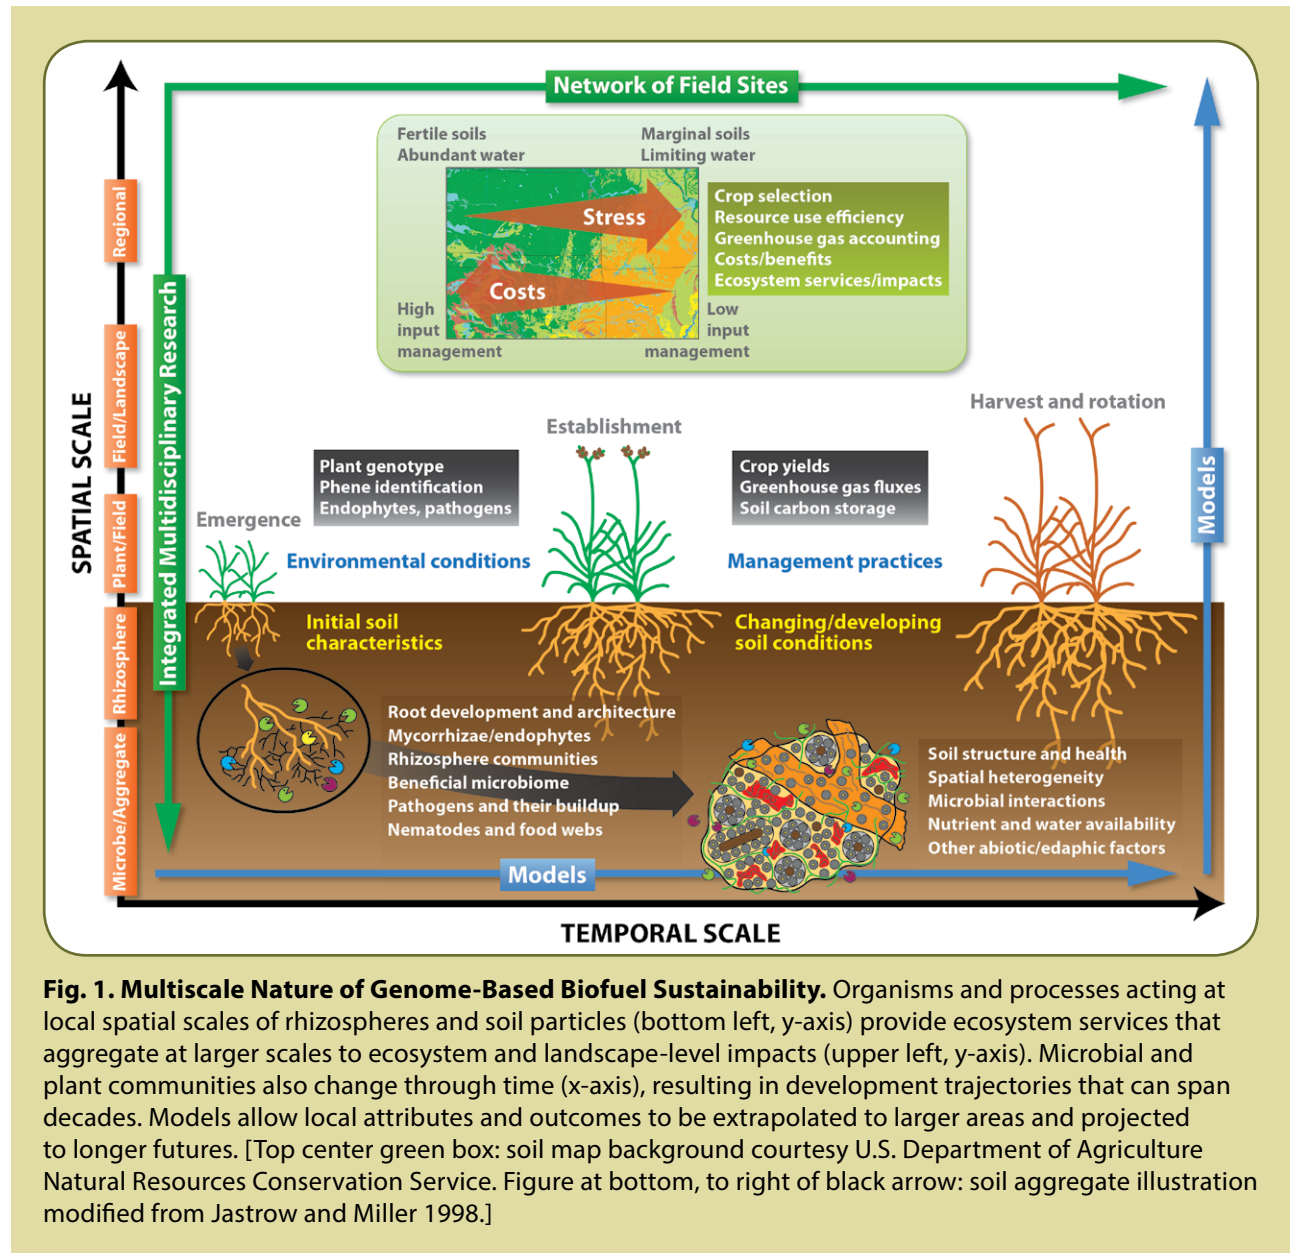 Network of Field Sites
Fertile soils
Abundant water
Marginal soils
Limiting water
Stress
Costs
Crop selection
Resource use efficiency
Greenhouse gas accounting
Costs/benefits
Ecosystem services/impacts
High
input
management
Low
input
management
SPATIAL SCALE
Regional
Field/Landscape
Plant/Field
Rhizosphere
Microbe/Aggregate
Integrated Multidisciplinary Research
Models
Emergence
Establishment
Harvest and rotation
Plant genotype
Phene identification
Endophytes, pathogens
Crop yields
Greenhouse gas fluxes
Soil carbon storage
Environmental conditions
Management practices
Initial soil
characteristics
Changing/developing
soil conditions
Root development and architecture
Mycorrhizae/endophytes
Rhizosphere communities
Beneficial microbiome
Pathogens and their buildup
Nematodes and food webs
Soil structure and health
Spatial heterogeneity
Microbial interactions
Nutrient and water availability
Other abiotic/edaphic factors
Models
TEMPORAL SCALE
Fig. 1. Multiscale Nature of Genome-Based Biofuel Sustainability. Organisms and processes acting at
local spatial scales of rhizospheres and soil particles (bottom left, y-axis) provide ecosystem services that
aggregate at larger scales to ecosystem and landscape-level impacts (upper left, y-axis). Microbial and
plant communities also change through time (x-axis), resulting in development trajectories that can span
decades. Models allow local attributes and outcomes to be extrapolated to larger areas and projected
to longer futures. [Top center green box: soil map background courtesy U.S. Department of Agriculture
Natural Resources Conservation Service. Figure at bottom, to right of black arrow: soil aggregate illustration
modified from Jastrow and Miller 1998.]